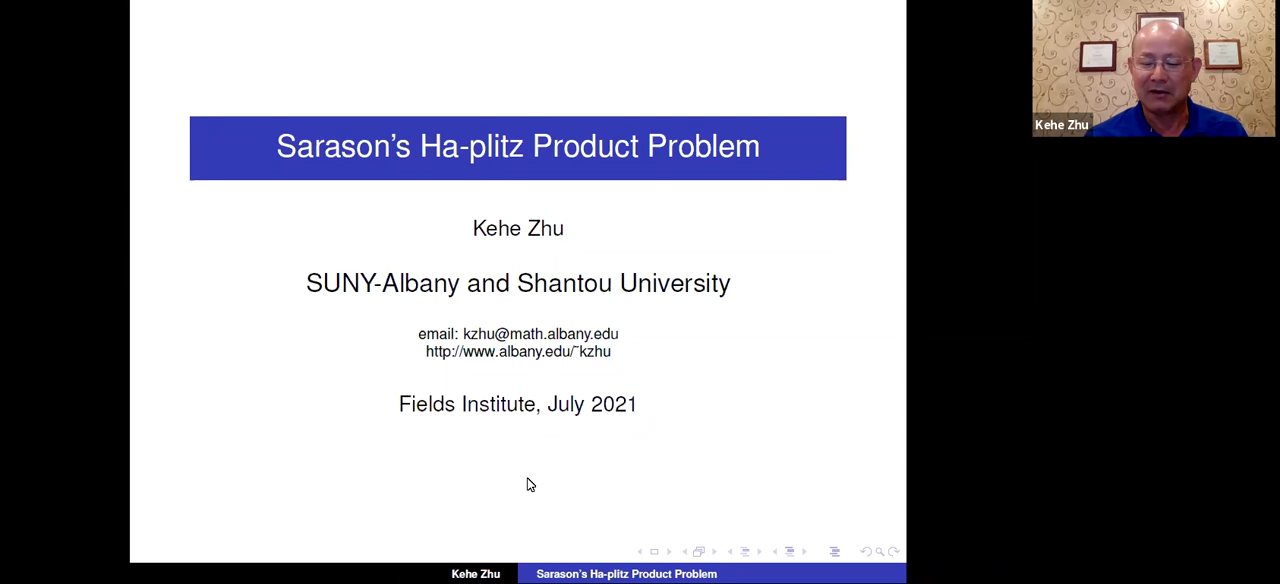 Sarason's Ha-plitz Product Problem
Kehe Zhu
SUNY-Albany and Shantou University
email: kzhu@math.albany.edu
http://www.albany.edu/~kzhu
Fields Institute, July 2021
Kehe Zhu
Sarason's Ha-plitz Product Problem
Kehe Zhu